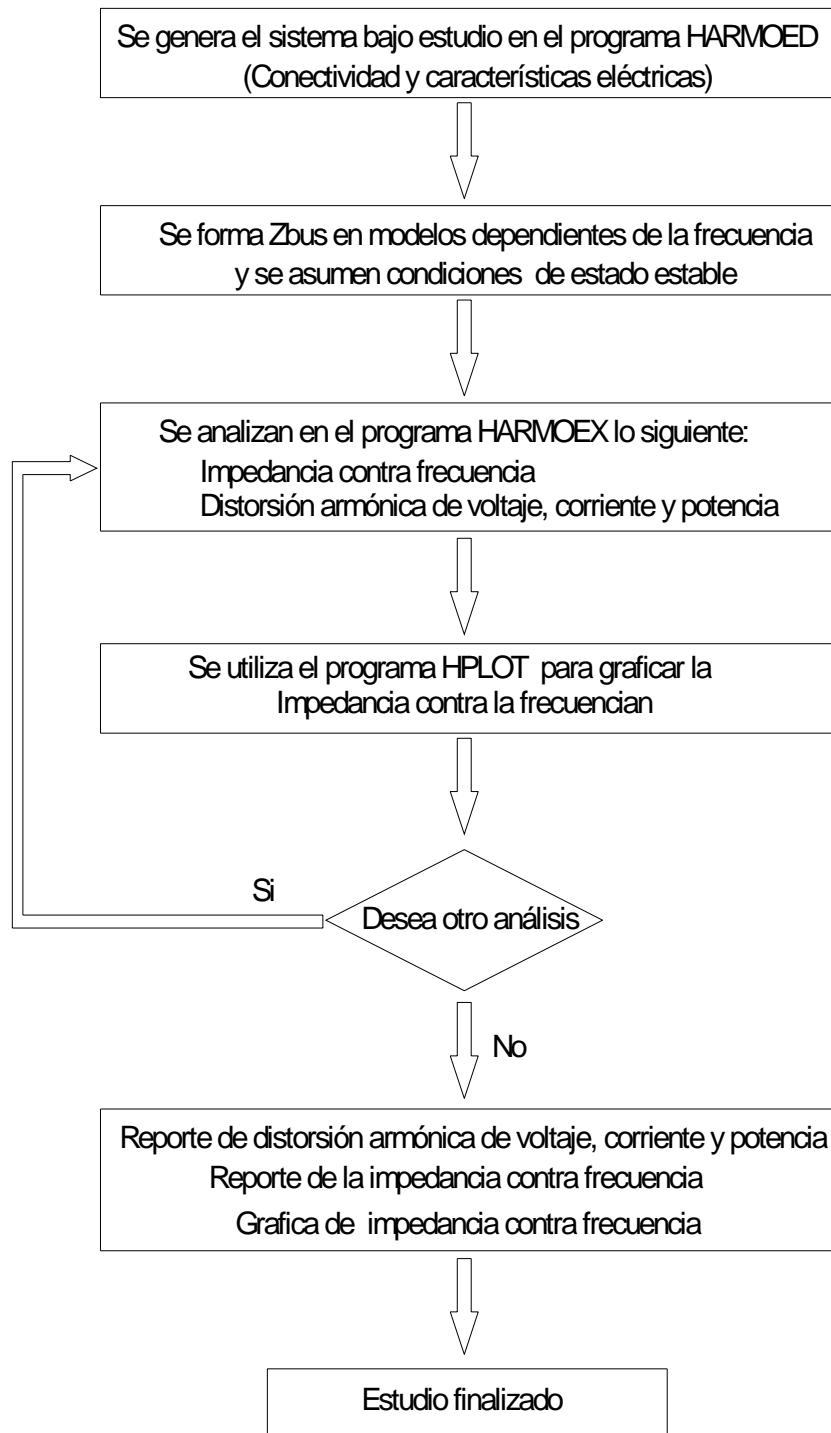 Se genera el sistema bajo estudio en el programa HARMOED
(Conectividad y características eléctricas)
Se forma Zbus en modelos dependientes de la frecuencia
y se asumen condiciones de estado estable
Se analizan en el programa HARMOEX lo siguiente:
Impedancia contra frecuencia
Distorsión armónica de voltaje, corriente y potencia
Se utiliza el programa HPLOT para graficar la
Impedancia contra la frecuencian
Si
Desea otro análisis
No
Reporte de distorsión armónica de voltaje, corriente y potencia
Reporte de la impedancia contra frecuencia
Grafica de impedancia contra frecuencia
Estudio finalizado